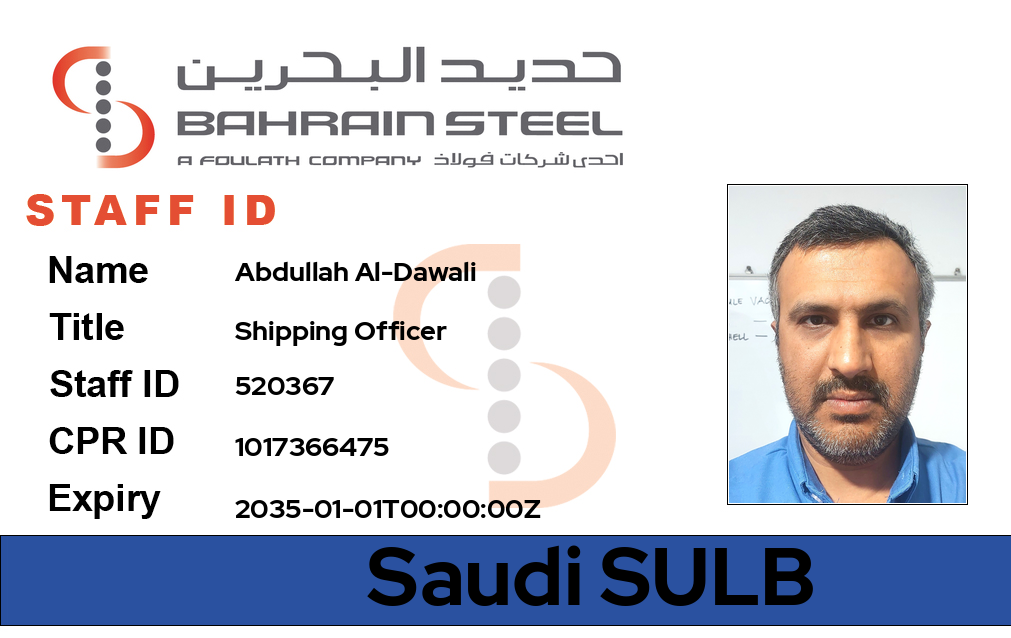 حديد البحرين
BAHRAIN STEEL
A FOULATH COMPANY احدى شركات فولاذ
STAFF ID
Name Abdullah Al-Dawali
Title Shipping Officer
Staff ID 520367
CPR ID 1017366475
Expiry 2035-01-01T00:00:00Z
Saudi SULB